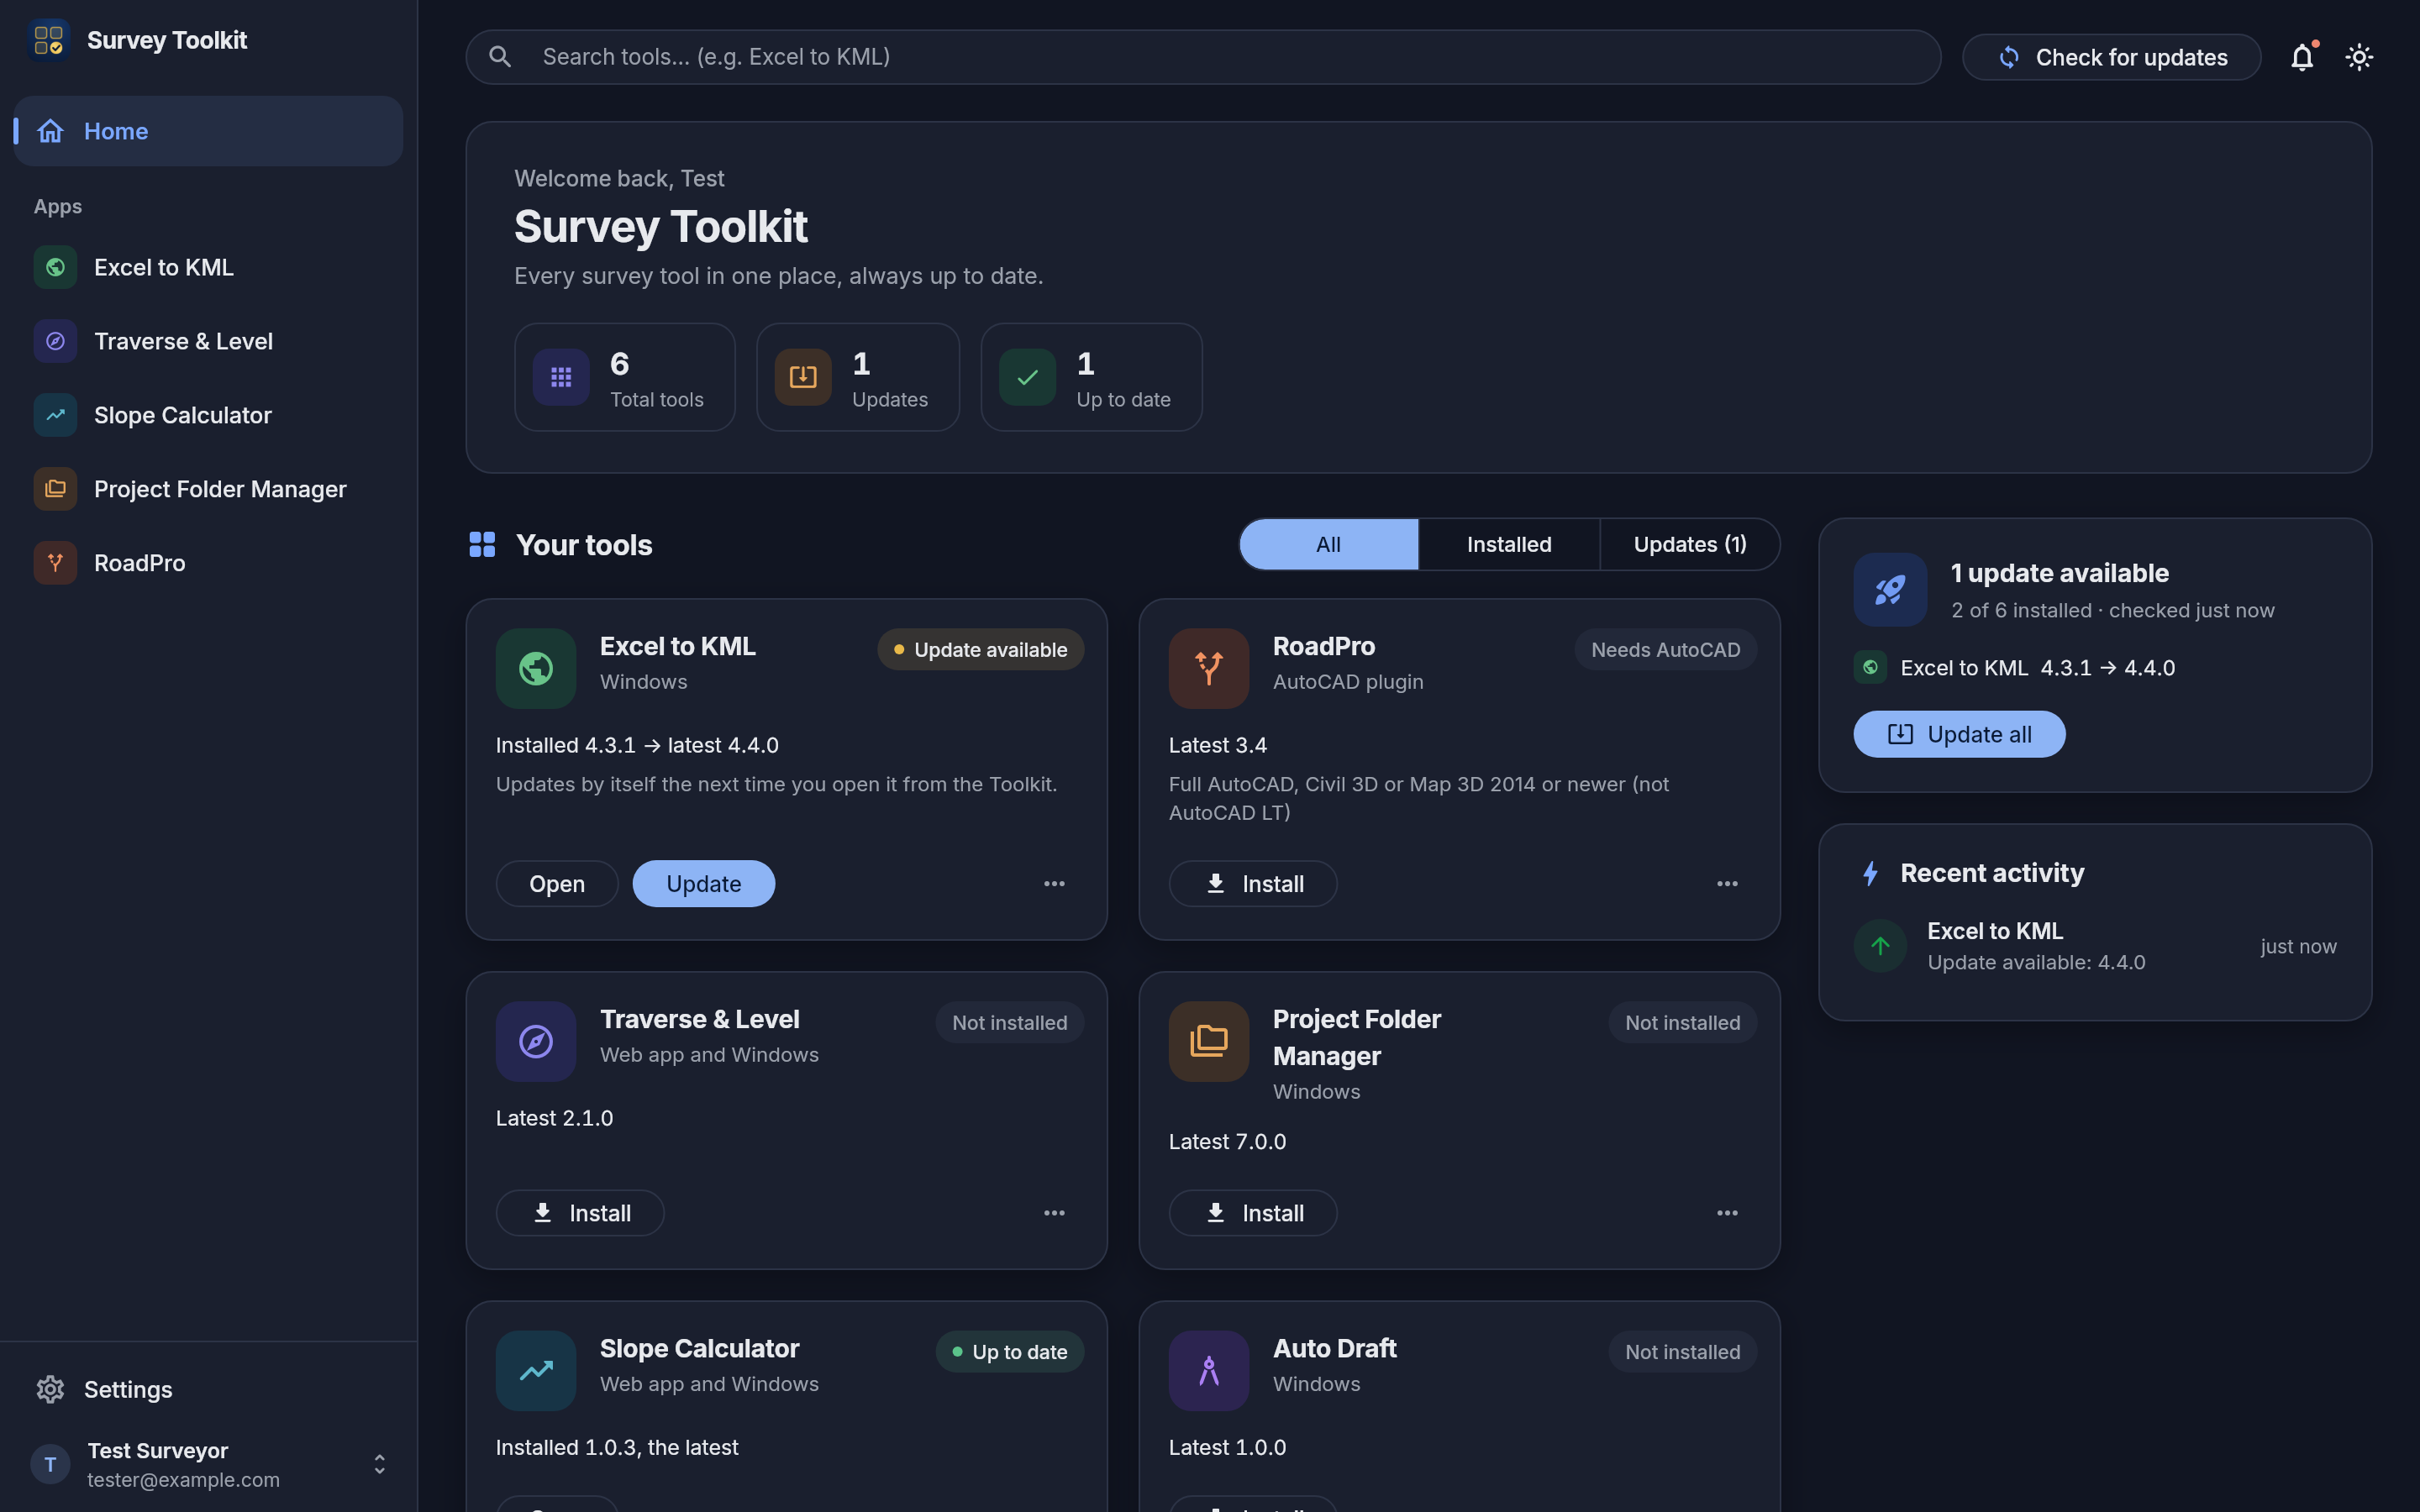 Survey Toolkit
Home
Apps
Excel to KML
Traverse & Level
Slope Calculator
Project Folder Manager
RoadPro
Settings
T
Test Surveyor
tester@example.com
Search tools... (e.g. Excel to KML)
Check for updates
Welcome back, Test
Survey Toolkit
Every survey tool in one place, always up to date.
6
Total tools
1
Updates
1
Up to date
Your tools
All
Installed
Updates (1)
Excel to KML
Windows
Update available
Installed 4.3.1 → latest 4.4.0
Updates by itself the next time you open it from the Toolkit.
Open
Update
RoadPro
AutoCAD plugin
Needs AutoCAD
Latest 3.4
Full AutoCAD, Civil 3D or Map 3D 2014 or newer (not
AutoCAD LT)
Install
Traverse & Level
Web app and Windows
Not installed
Latest 2.1.0
Install
Project Folder
Manager
Windows
Not installed
Latest 7.0.0
Install
Slope Calculator
Web app and Windows
Up to date
Installed 1.0.3, the latest
Auto Draft
Windows
Not installed
Latest 1.0.0
1 update available
2 of 6 installed · checked just now
Excel to KML 4.3.1 → 4.4.0
Update all
Recent activity
Excel to KML
Update available: 4.4.0
just now